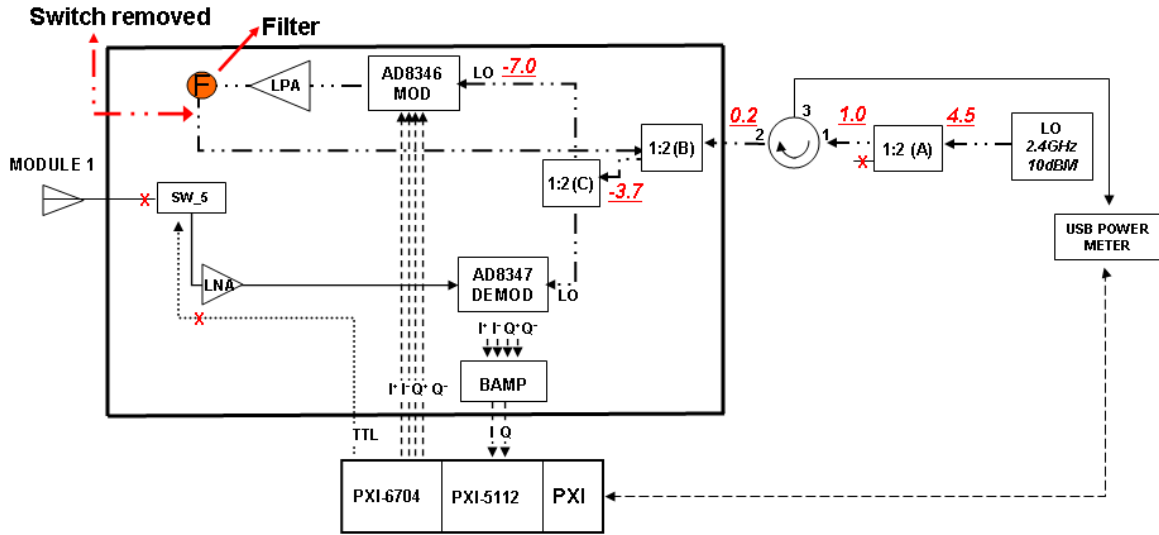 Switch removed
Filter
F
LPA
AD8346
MOD
LO
-7.0
3
0.2
2
1
1.0
4.5
1:2 (B)
1:2 (A)
LO
2.4GHz
10dBM
X
MODULE 1
X
SW_5
1:2 (C)
-3.7
USB POWER
METER
LNA
AD8347
DEMOD
LO
X
I⁺ I⁻ Q⁺ Q⁻
BAMP
I⁺ I⁻ Q⁺ Q⁻
TTL
I Q
PXI-6704
PXI-5112
PXI